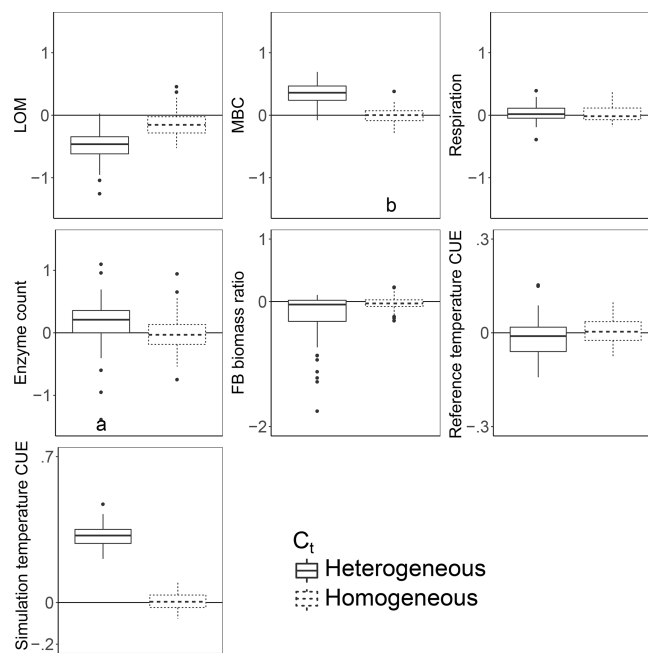 LOM
1
0
−1
MBC
1
0
−1
b
Respiration
1
0
−1
Enzyme count
1
0
−1
a
FB biomass ratio
1
0
−2
Reference temperature CUE
.3
0
−.3
Simulation temperature CUE
.7
0
−.2
Ct
Heterogeneous
Homogeneous